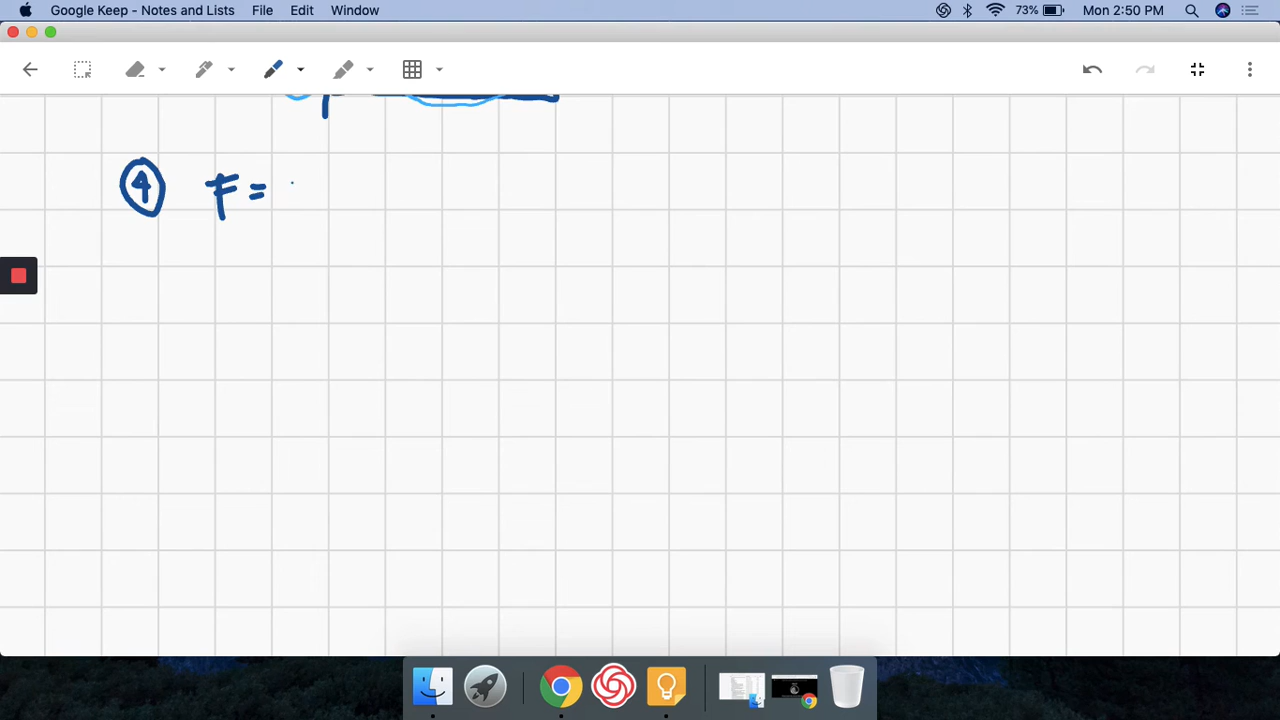 Google Keep - Notes and Lists File Edit Window 73% Mon 2:50 PM
④ F =